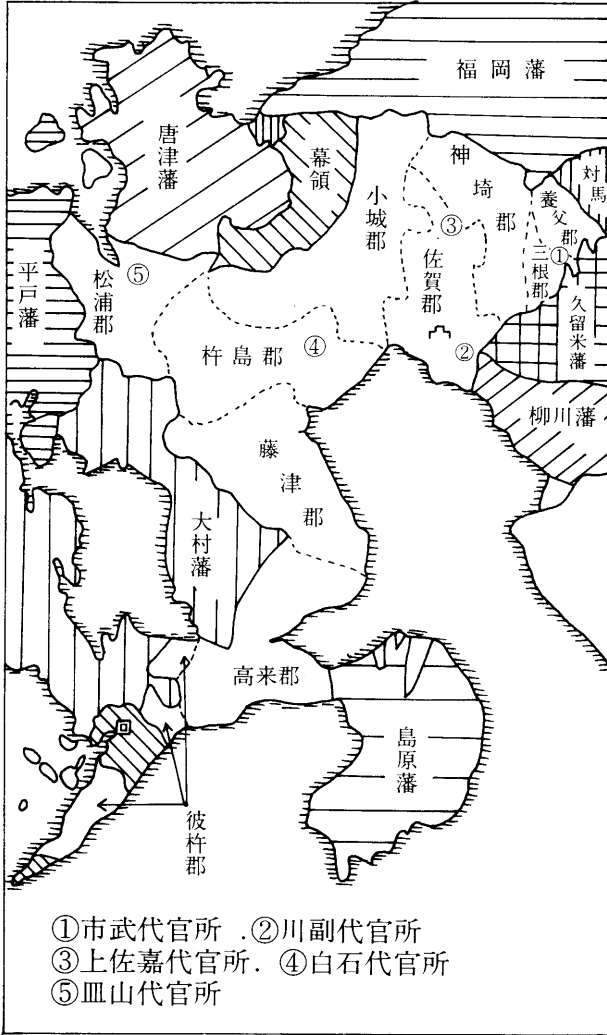 福岡藩
唐津藩
幕領
小城郡
神埼郡
③
対馬
養父郡
①
三根郡
佐賀郡
久留米藩
平戸藩
松浦郡
⑤
杵島郡
④
②
柳川藩
藤津郡
大村藩
高来郡
島原藩
彼杵郡
①市武代官所．②川副代官所
③上佐嘉代官所．④白石代官所
⑤皿山代官所